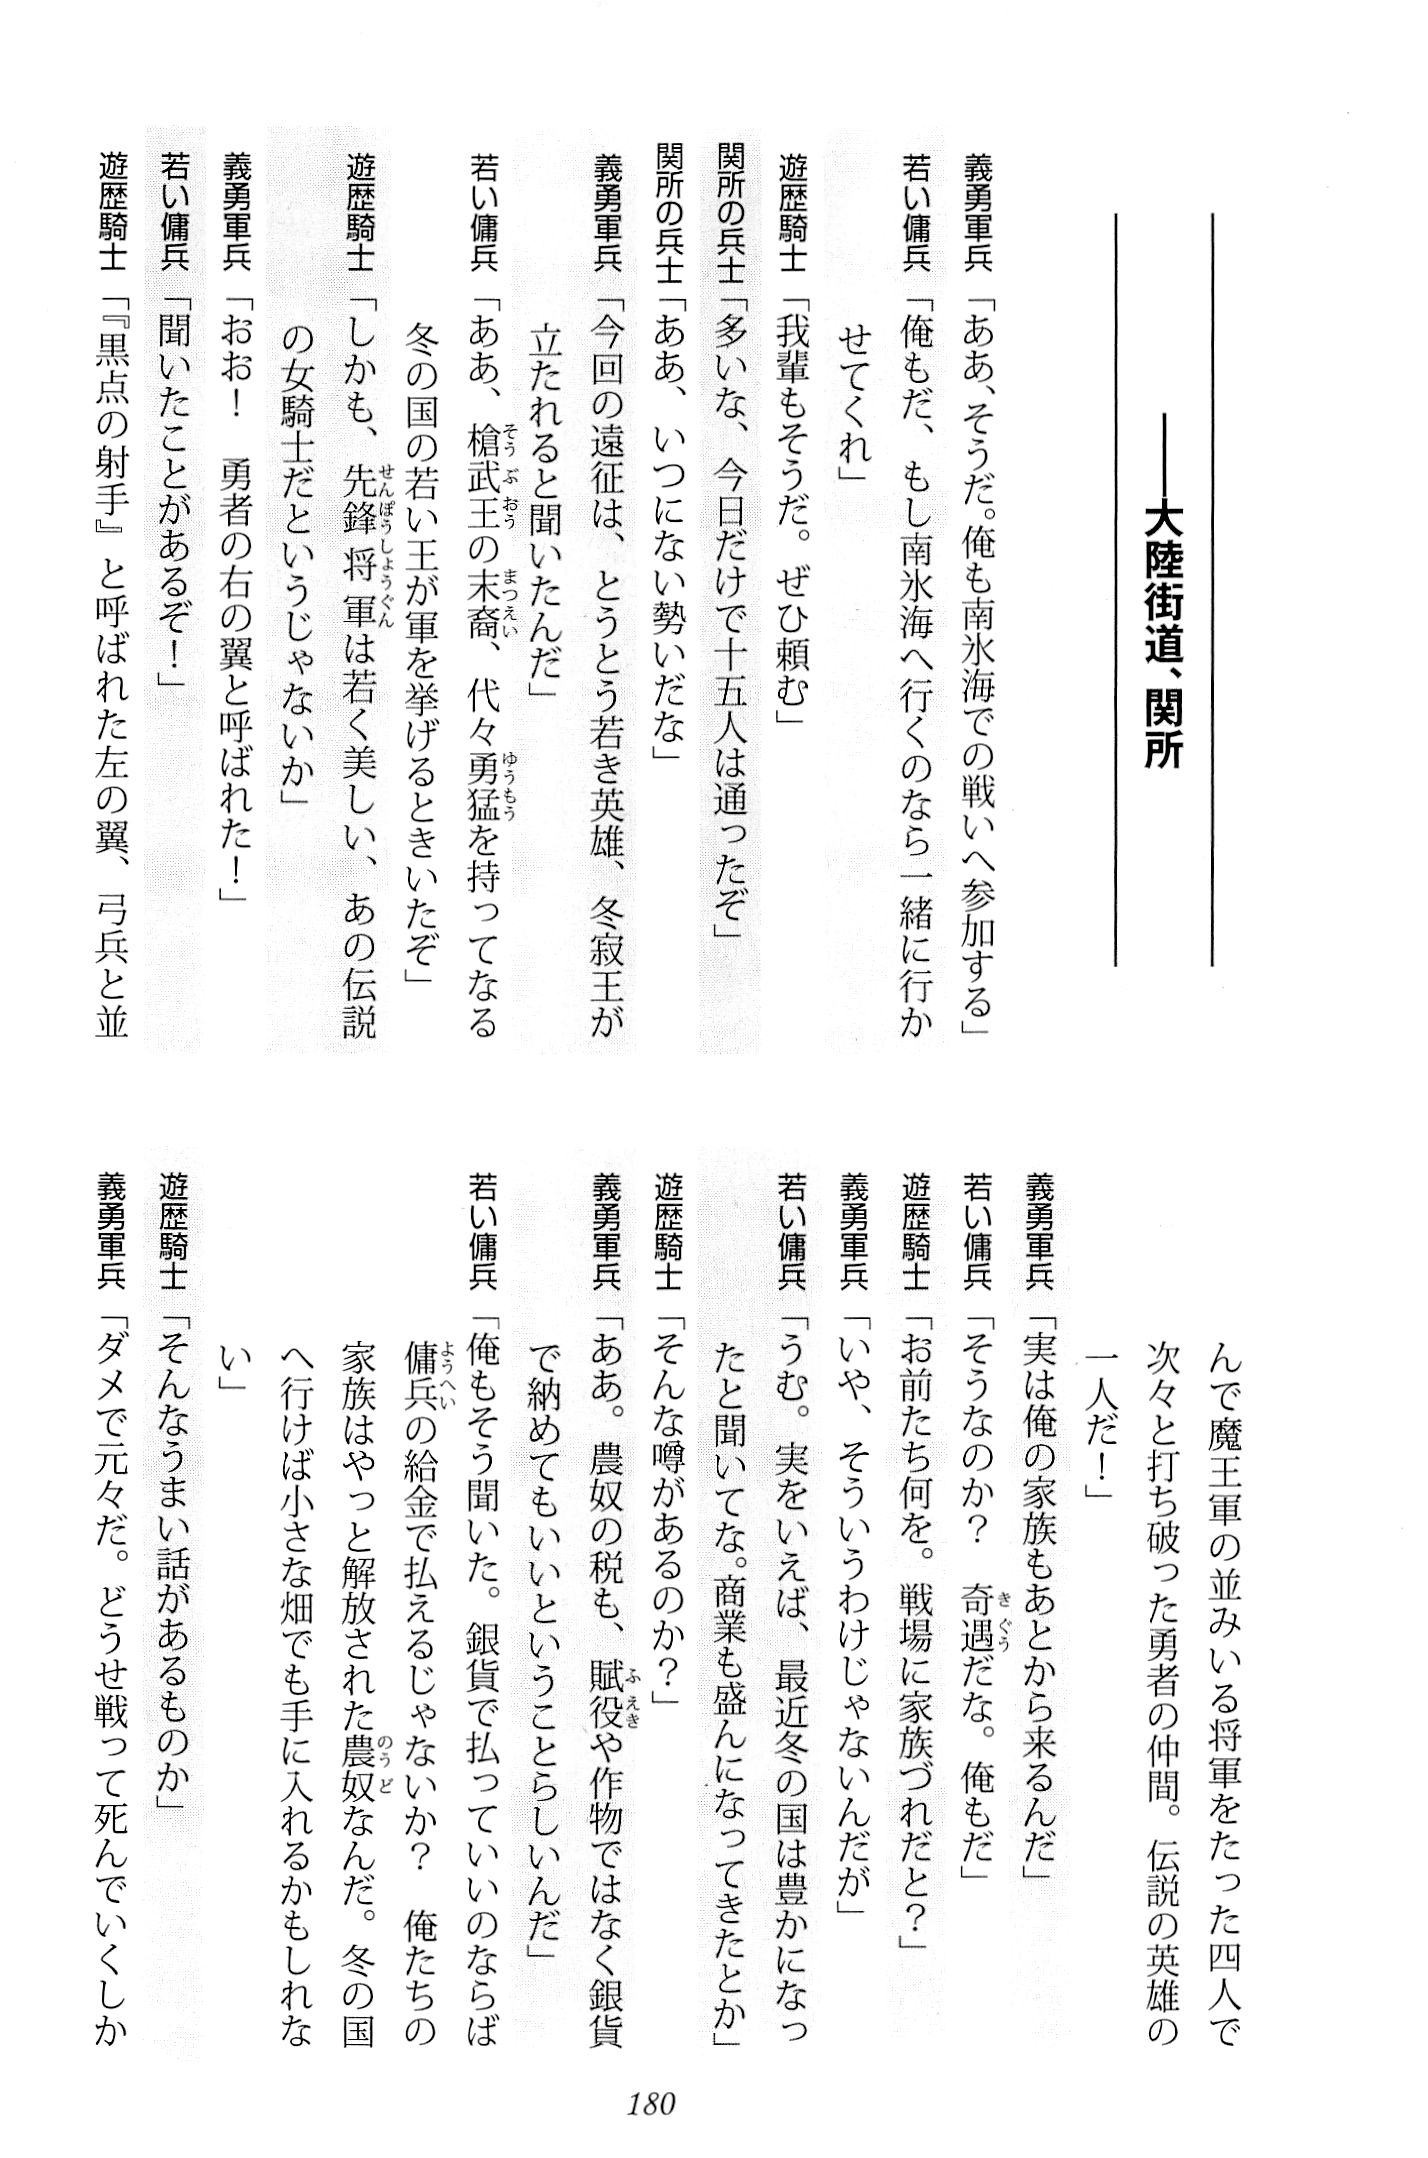 ――大陸街道、関所
義勇軍兵「ああ、そうだ。俺も南氷海での戦いへ参加する」
若い傭兵「俺もだ、もし南氷海へ行くのなら一緒に行か
せてくれ」
遊歴騎士「我輩もそうだ。ぜひ頼む」
関所の兵士「多いな、今日だけで十五人は通ったぞ」
関所の兵士「ああ、いつにない勢いだな」
義勇軍兵「今回の遠征は、とうとう若き英雄、冬寂王が
立たれると聞いたんだ」
若い傭兵「ああ、槍武王の末裔、代々勇猛を持ってなる
冬の国の若い王が軍を挙げるときいたぞ」
遊歴騎士「しかも、先鋒将軍は若く美しい、あの伝説
の女騎士だというじゃないか」
義勇軍兵「おお！　勇者の右の翼と呼ばれた！」
若い傭兵「聞いたことがあるぞ！」
遊歴騎士「『黒点の射手』と呼ばれた左の翼、弓兵と並
んで魔王軍の並みいる将軍をたった四人で
次々と打ち破った勇者の仲間。伝説の英雄の
一人だ！」
義勇軍兵「実は俺の家族もあとから来るんだ」
若い傭兵「そうなのか？　奇遇だな。俺もだ」
遊歴騎士「お前たち何を。戦場に家族づれだと？」
義勇軍兵「いや、そういうわけじゃないんだが」
若い傭兵「うむ。実をいえば、最近冬の国は豊かになっ
たと聞いてな。商業も盛んになってきたとか」
遊歴騎士「そんな噂があるのか？」
義勇軍兵「ああ。農奴の税も、賦役や作物ではなく銀貨
で納めてもいいということらしいんだ」
若い傭兵「俺もそう聞いた。銀貨で払っていいのならば
傭兵の給金で払えるじゃないか？　俺たちの
家族はやっと解放された農奴なんだ。冬の国
へ行けば小さな畑でも手に入れるかもしれな
い」
遊歴騎士「そんなうまい話があるものか」
義勇軍兵「ダメで元々だ。どうせ戦って死んでいくしか
180